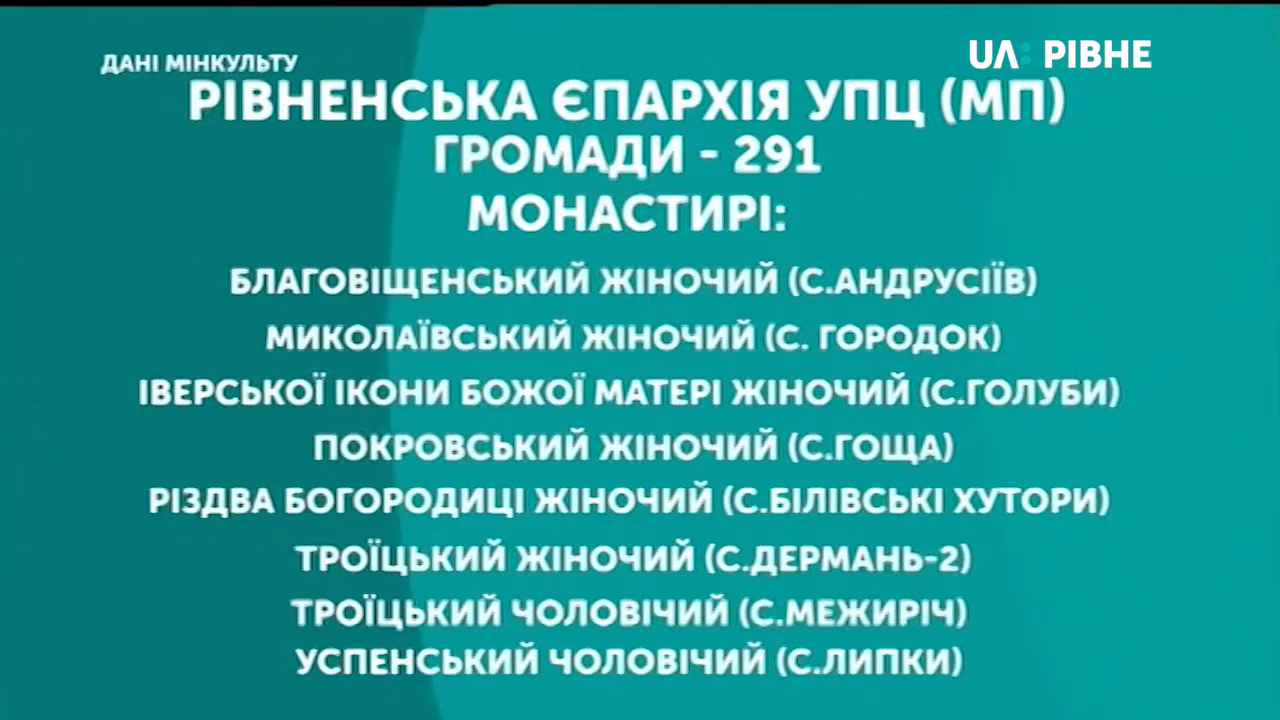 ДАНІ МІНКУЛЬТУ
UA: РІВНЕ
РІВНЕНСЬКА ЄПАРХІЯ УПЦ (МП)
ГРОМАДИ - 291
МОНАСТИРІ:
БЛАГОВІЩЕНСЬКИЙ ЖІНОЧИЙ (С.АНДРУСІЇВ)
МИКОЛАЇВСЬКИЙ ЖІНОЧИЙ (С. ГОРОДОК)
ІВЕРСЬКОЇ ІКОНИ БОЖОЇ МАТЕРІ ЖІНОЧИЙ (С.ГОЛУБИ)
ПОКРОВСЬКИЙ ЖІНОЧИЙ (С.ГОЩА)
РІЗДВА БОГОРОДИЦІ ЖІНОЧИЙ (С.БІЛІВСЬКІ ХУТОРИ)
ТРОЇЦЬКИЙ ЖІНОЧИЙ (С.ДЕРМАНЬ-2)
ТРОЇЦЬКИЙ ЧОЛОВІЧИЙ (С.МЕЖИРІЧ)
УСПЕНСЬКИЙ ЧОЛОВІЧИЙ (С.ЛИПКИ)